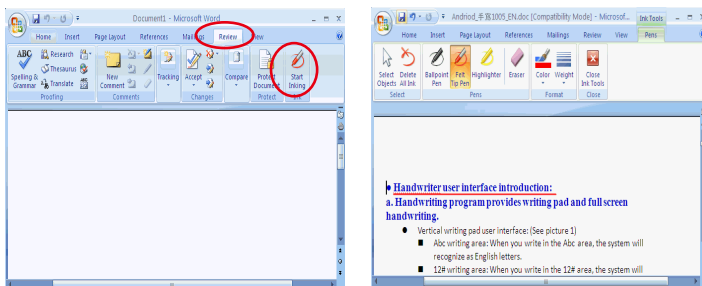 Document1 - Microsoft Word
Home Insert Page Layout References Mailings Review View
ABC
Spelling & Grammar
Research
Thesaurus
Translate
Proofing
New Comment
Comments
Tracking
Accept
Changes
Compare
Protect Document
Protect
Start Inking
Ink
Andriod_手寫1005_EN.doc [Compatibility Mode] - Microsof... Ink Tools
Home Insert Page Layout References Mailings Review View Pens
Select Objects
Delete All Ink
Select
Ballpoint Pen
Felt Tip Pen
Highlighter
Eraser
Pens
Color
Weight
Format
Close Ink Tools
Close
● Handwriter user interface introduction:
a. Handwriting program provides writing pad and full screen
handwriting.
● Vertical writing pad user interface: (See picture 1)
■ Abc writing area: When you write in the Abc area, the system will
recognize as English letters.
■ 12# writing area: When you write in the 12# area, the system will